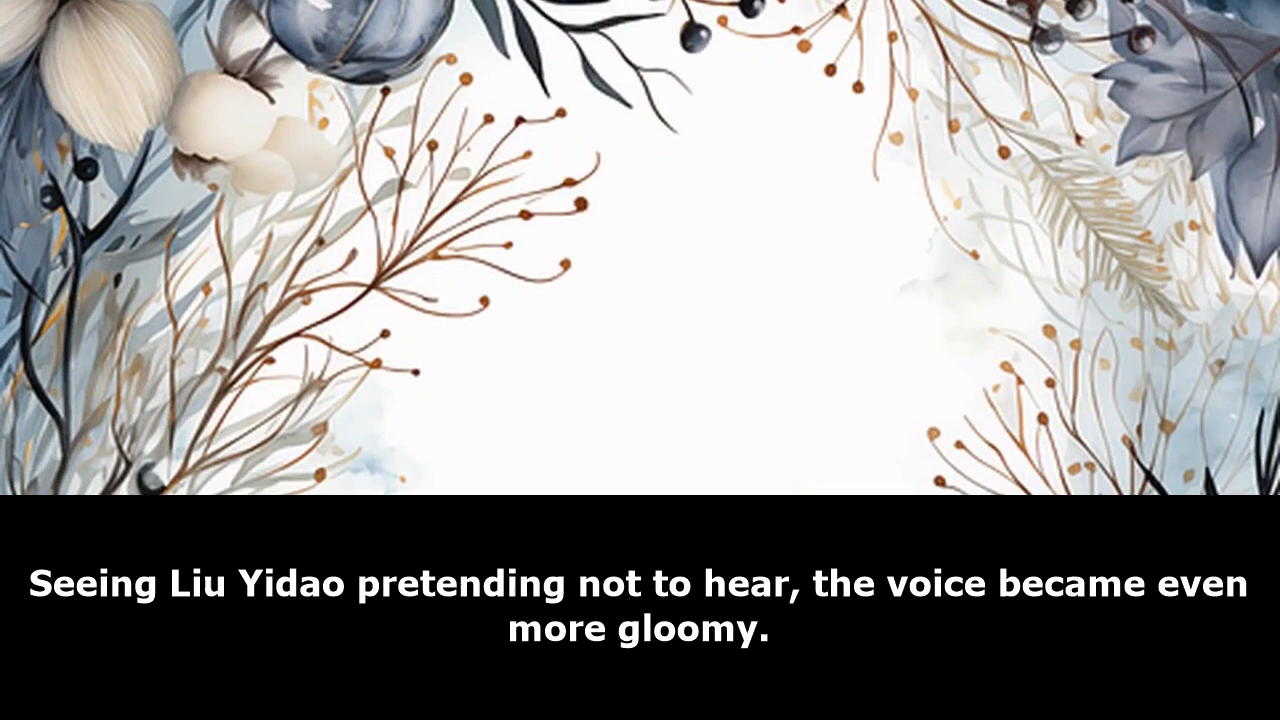 Seeing Liu Yidao pretending not to hear, the voice became even
more gloomy.